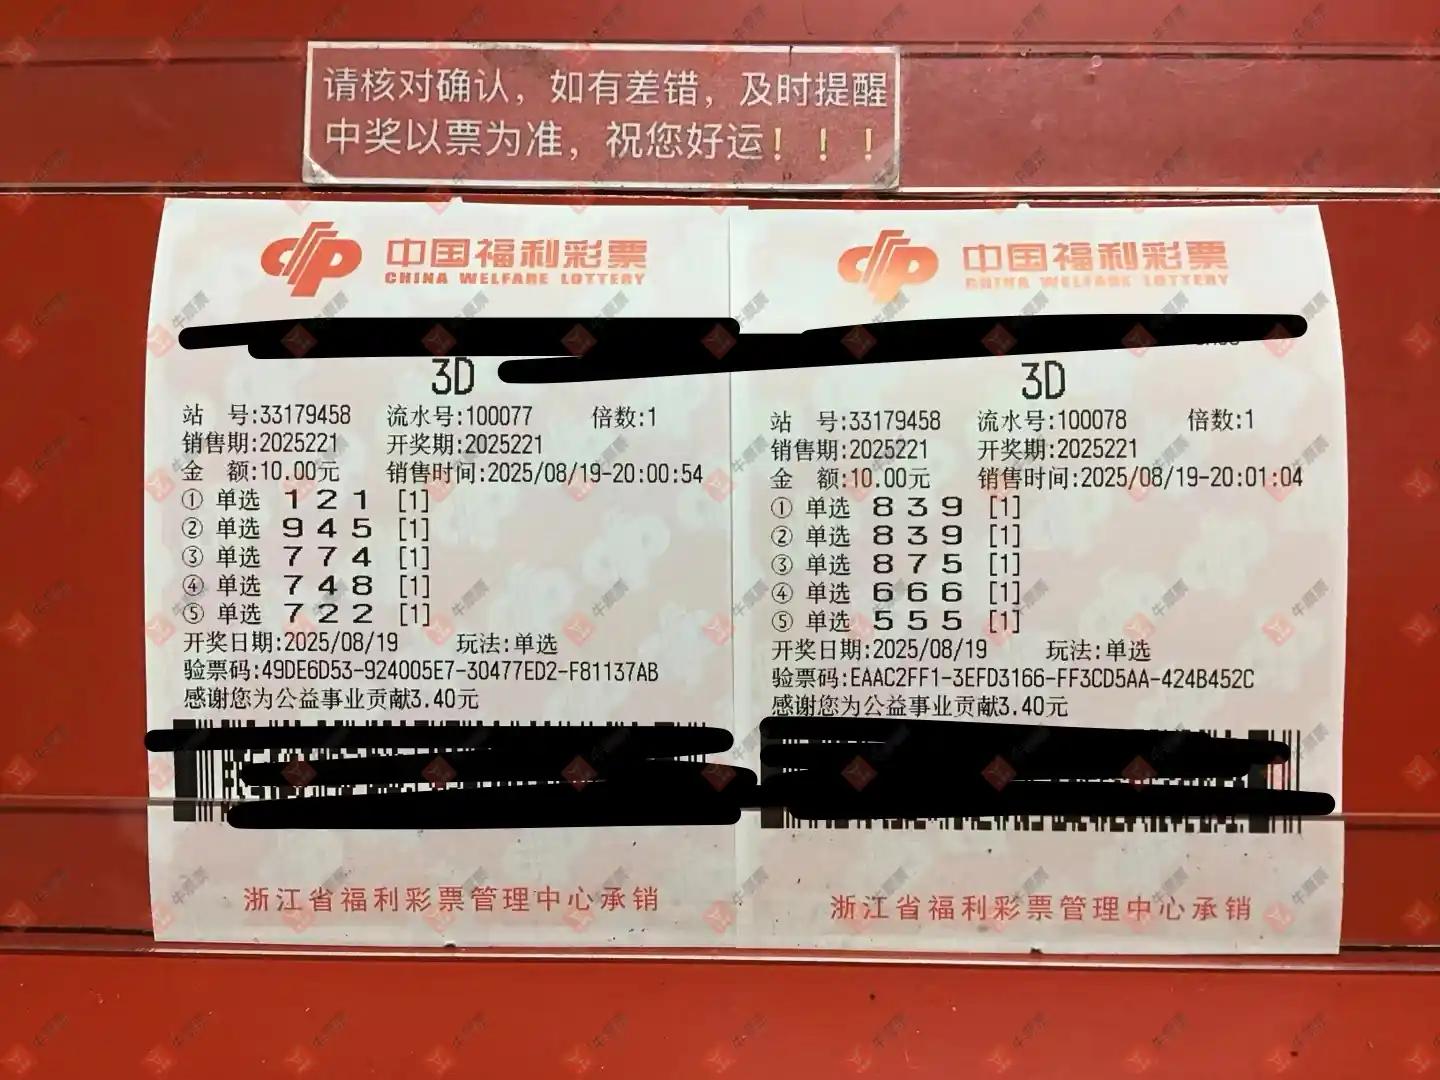 请核对确认，如有差错，及时提醒
中奖以票为准，祝您好运！！！
中国福利彩票
CHINA WELFARE LOTTERY
3D
站 号:33179458 流水号:100077 倍数:1
销售期:2025221 开奖期:2025221
金 额:10.00元 销售时间:2025/08/19-20:00:54
① 单选 1 2 1 [1]
② 单选 9 4 5 [1]
③ 单选 7 7 4 [1]
④ 单选 7 4 8 [1]
⑤ 单选 7 2 2 [1]
开奖日期:2025/08/19 玩法:单选
验票码:49DE6D53-924005E7-30477ED2-F81137AB
感谢您为公益事业贡献3.40元
浙江省福利彩票管理中心承销
中国福利彩票
CHINA WELFARE LOTTERY
3D
站 号:33179458 流水号:100078 倍数:1
销售期:2025221 开奖期:2025221
金 额:10.00元 销售时间:2025/08/19-20:01:04
① 单选 8 3 9 [1]
② 单选 8 3 9 [1]
③ 单选 8 7 5 [1]
④ 单选 6 6 6 [1]
⑤ 单选 5 5 5 [1]
开奖日期:2025/08/19 玩法:单选
验票码:EAAC2FF1-3EFD3166-FF3CD5AA-424B452C
感谢您为公益事业贡献3.40元
浙江省福利彩票管理中心承销